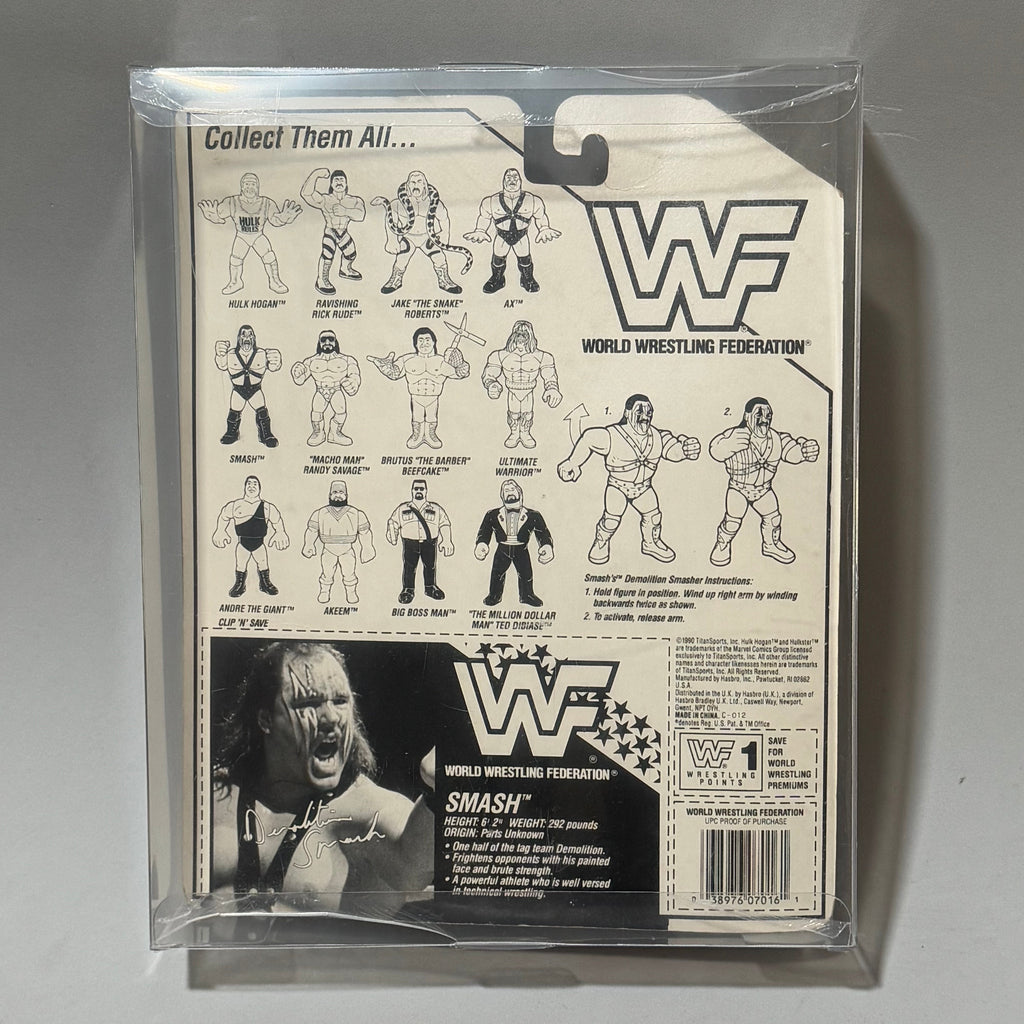 Collect Them All...
HULK RULES
HULK HOGAN™
RAVISHING
RICK RUDE™
JAKE "THE SNAKE"
ROBERTS™
AX™
WF
WORLD WRESTLING FEDERATION®
SMASH™
"MACHO MAN"
RANDY SAVAGE™
BRUTUS "THE BARBER"
BEEFCAKE™
ULTIMATE
WARRIOR™
1.
2.
ANDRE THE GIANT™
AKEEM™
BIG BOSS MAN™
"THE MILLION DOLLAR
MAN" TED DIBIASE™
Smash's™ Demolition Smasher Instructions:
1. Hold figure in position. Wind up right arm by winding
backwards twice as shown.
2. To activate, release arm.
CLIP 'N' SAVE
Demolition
Smash
WF
WORLD WRESTLING FEDERATION®
SMASH™
HEIGHT: 6' 2" WEIGHT: 292 pounds
ORIGIN: Parts Unknown
• One half of the tag team Demolition.
• Frightens opponents with his painted
face and brute strength.
• A powerful athlete who is well versed
in technical wrestling.
©1990 TitanSports, Inc. Hulk Hogan™ and Hulkster™
are trademarks of the Marvel Comics Group licensed
exclusively to TitanSports, Inc. All other distinctive
names and character likenesses herein are trademarks
of TitanSports, Inc. All Rights Reserved.
Manufactured by Hasbro, Inc., Pawtucket, RI 02862
U.S.A.
Distributed in the U.K. by Hasbro (U.K.), a division of
Hasbro Bradley U.K. Ltd., Caswell Way, Newport,
Gwent, NPT OYH.
MADE IN CHINA. C-012
®denotes Reg. U.S. Pat. & TM Office
WF 1
WRESTLING
POINTS
SAVE
FOR
WORLD
WRESTLING
PREMIUMS
WORLD WRESTLING FEDERATION
UPC PROOF OF PURCHASE
0 38976 07016 1